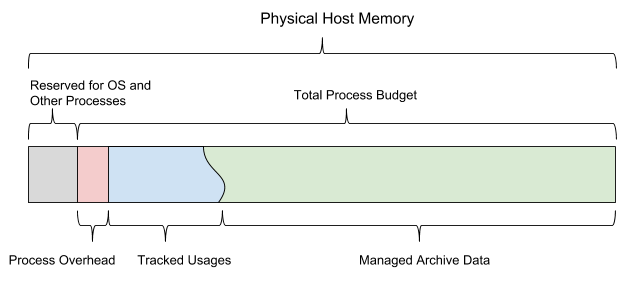 Physical Host Memory
Reserved for OS and
Other Processes
Total Process Budget
Process Overhead
Tracked Usages
Managed Archive Data